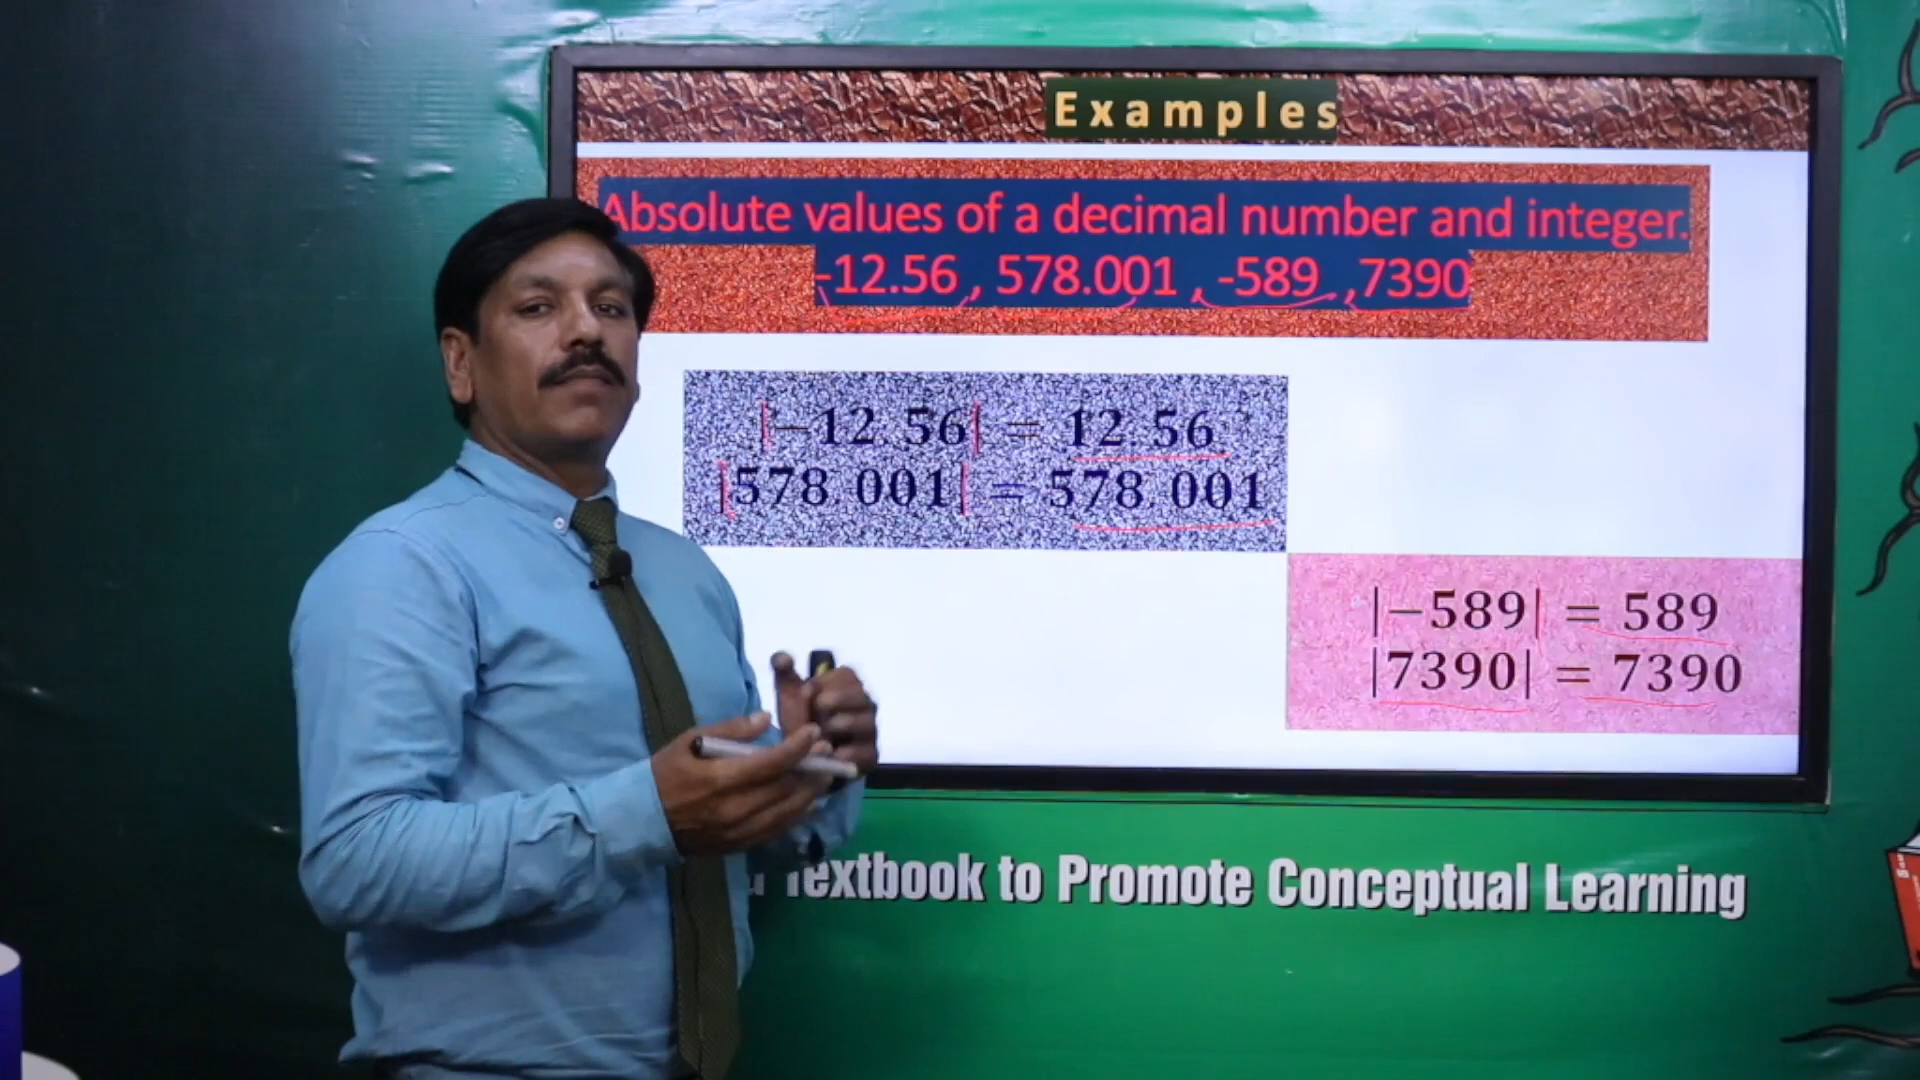 Examples
Absolute values of a decimal number and integer.
-12.56 , 578.001 , -589 ,7390
|−12.56| = 12.56
|578.001| = 578.001
|−589| = 589
|7390| = 7390
Textbook to Promote Conceptual Learning